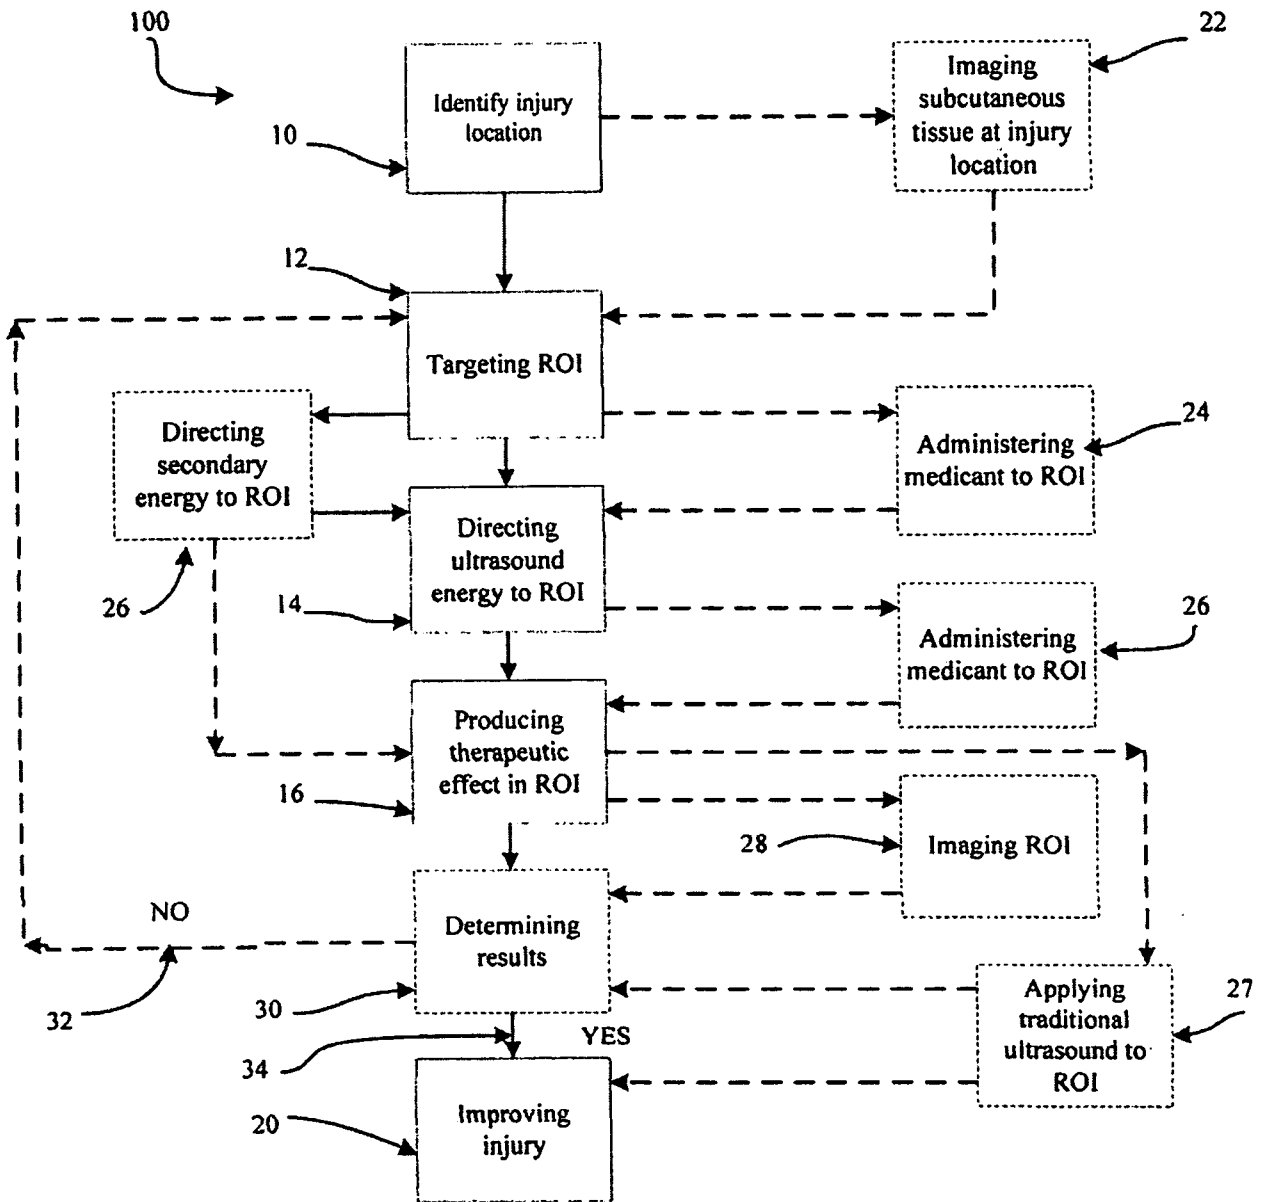 100
22
Identify injury
location
Imaging
subcutaneous
tissue at injury
location
10
12
Targeting ROI
Directing
secondary
energy to ROI
24
Administering
medicant to ROI
Directing
ultrasound
energy to ROI
26
14
26
Administering
medicant to ROI
Producing
therapeutic
effect in ROI
16
28
Imaging ROI
NO
Determining
results
32
30
Applying
traditional
ultrasound to
ROI
27
34
YES
20
Improving
injury